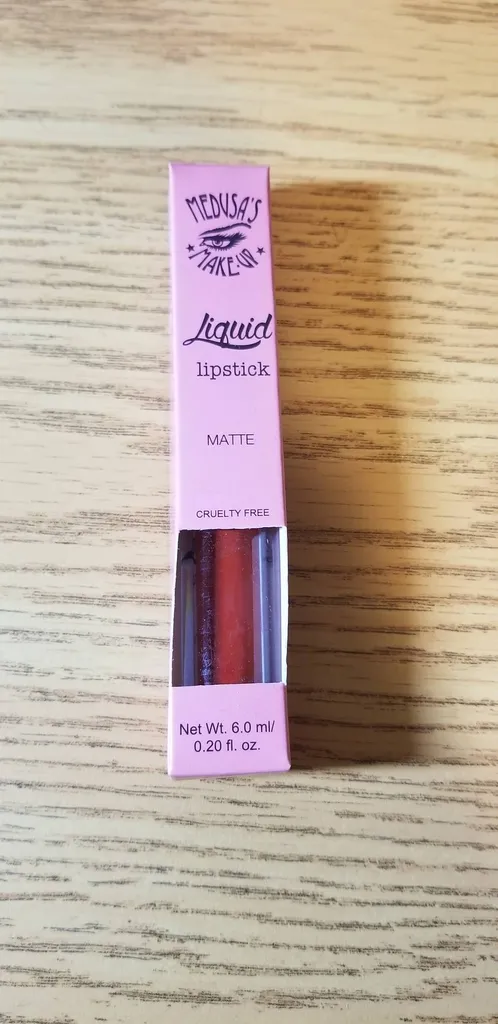 MEDUSA'S
MAKE-UP
Liquid
lipstick
MATTE
CRUELTY FREE
Net Wt. 6.0 ml/
0.20 fl. oz.